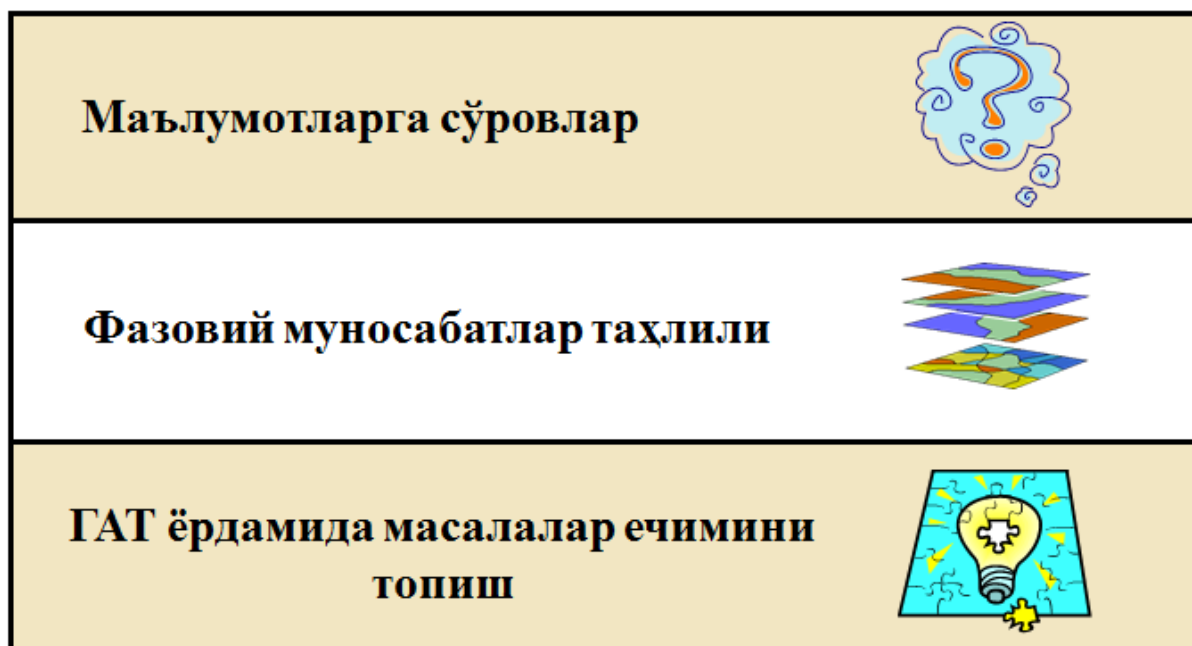 Маълумотларга сўровлар
Фазовий муносабатлар таҳлили
ГАТ ёрдамида масалалар ечимини
топиш